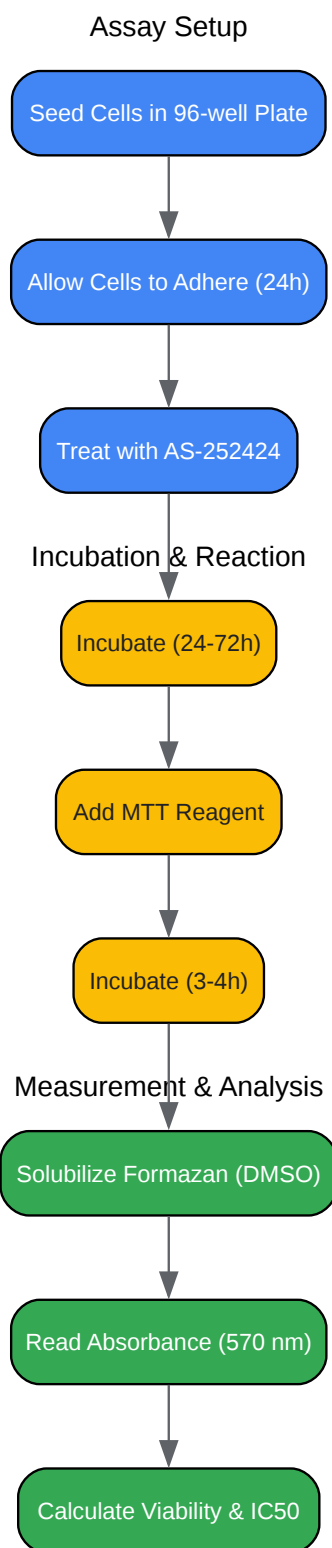 Assay Setup
Seed Cells in 96-well Plate
Allow Cells to Adhere (24h)
Treat with AS-252424
Incubation & Reaction
Incubate (24-72h)
Add MTT Reagent
Incubate (3-4h)
Measurement & Analysis
Solubilize Formazan (DMSO)
Read Absorbance (570 nm)
Calculate Viability & IC50